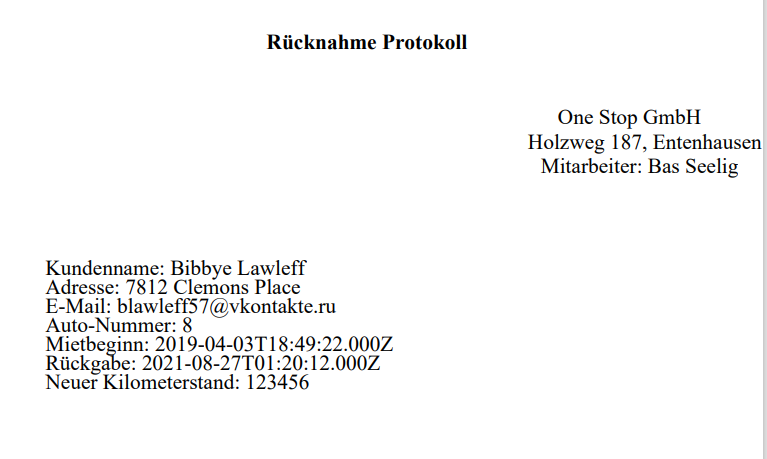 Rücknahme Protokoll
One Stop GmbH
Holzweg 187, Entenhausen
Mitarbeiter: Bas Seelig
Kundenname: Bibbye Lawleff
Adresse: 7812 Clemons Place
E-Mail: blawleff57@vkontakte.ru
Auto-Nummer: 8
Mietbeginn: 2019-04-03T18:49:22.000Z
Rückgabe: 2021-08-27T01:20:12.000Z
Neuer Kilometerstand: 123456